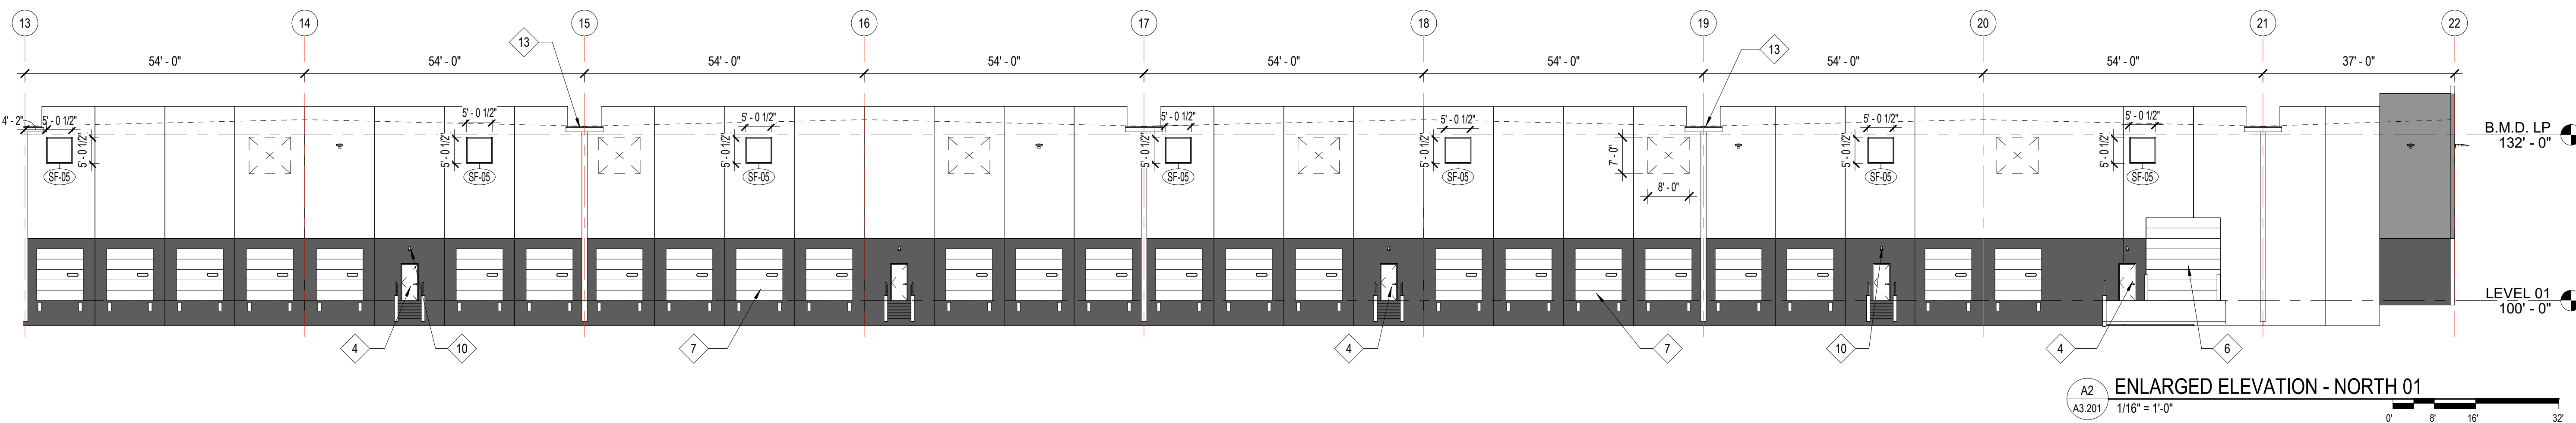 13 14 15 16 17 18 19 20 21 22
13 13
54' - 0" 54' - 0" 54' - 0" 54' - 0" 54' - 0" 54' - 0" 54' - 0" 54' - 0" 37' - 0"
4' - 2" 5' - 0 1/2" 5' - 0 1/2" 5' - 0 1/2" 5' - 0 1/2" 5' - 0 1/2" 5' - 0 1/2" 5' - 0 1/2"
5' - 0 1/2" 5' - 0 1/2" 5' - 0 1/2" 5' - 0 1/2" 5' - 0 1/2" 7' - 0" 5' - 0 1/2" 5' - 0 1/2"
B.M.D. LP
132' - 0"
SF-05 SF-05 SF-05 SF-05 SF-05 SF-05 SF-05
8' - 0"
LEVEL 01
100' - 0"
4 10 7 4 7 10 4 6
A2
A3.201
ENLARGED ELEVATION - NORTH 01
1/16" = 1'-0"
0' 8' 16' 32'